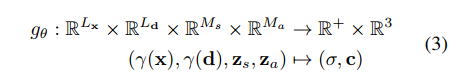 g_θ : ℝ^{L_𝐱} × ℝ^{L_𝐝} × ℝ^{M_s} × ℝ^{M_a} → ℝ^+ × ℝ^3
(γ(𝐱), γ(𝐝), 𝐳_s, 𝐳_a) ↦ (σ, 𝐜)
(3)